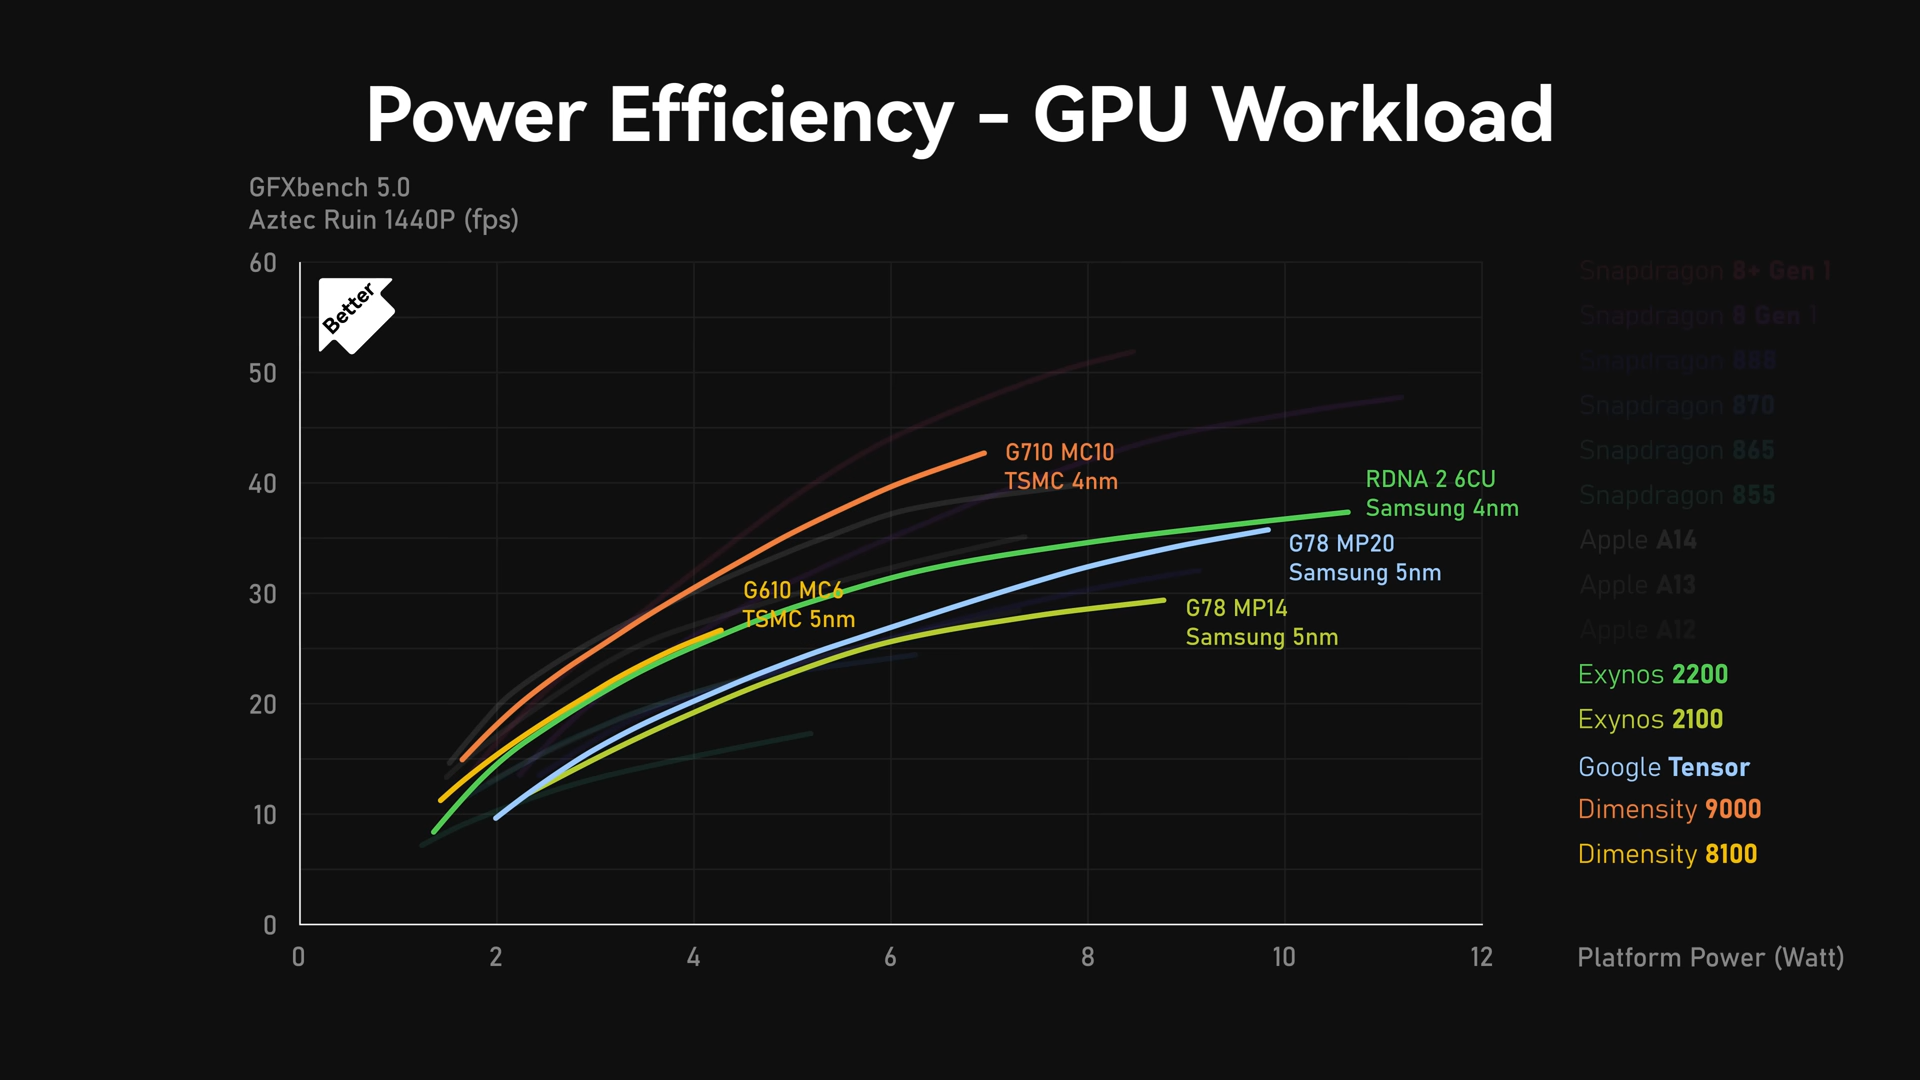 Power Efficiency - GPU Workload
GFXbench 5.0
Aztec Ruin 1440P (fps)
60
50
40
30
20
10
0
Better
G710 MC10
TSMC 4nm
RDNA 2 6CU
Samsung 4nm
G78 MP20
Samsung 5nm
G610 MC6
TSMC 5nm
G78 MP14
Samsung 5nm
Snapdragon 8+ Gen 1
Snapdragon 8 Gen 1
Snapdragon 888
Snapdragon 870
Snapdragon 865
Snapdragon 855
Apple A14
Apple A13
Apple A12
Exynos 2200
Exynos 2100
Google Tensor
Dimensity 9000
Dimensity 8100
0 2 4 6 8 10 12
Platform Power (Watt)